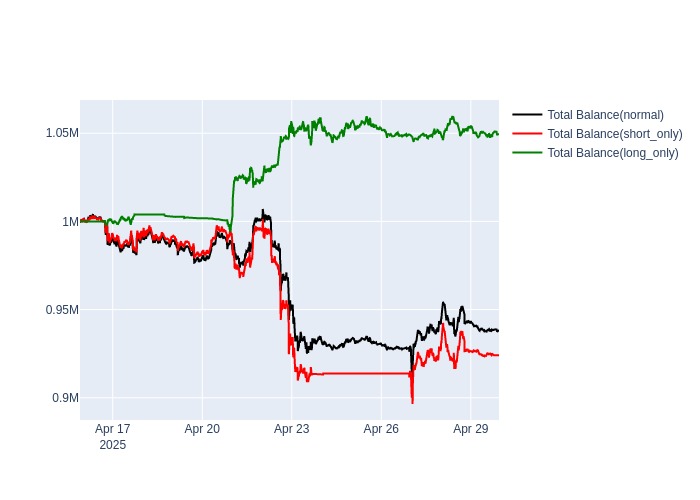 Total Balance(normal)
Total Balance(short_only)
Total Balance(long_only)
1.05M
1M
0.95M
0.9M
Apr 17
2025
Apr 20
Apr 23
Apr 26
Apr 29